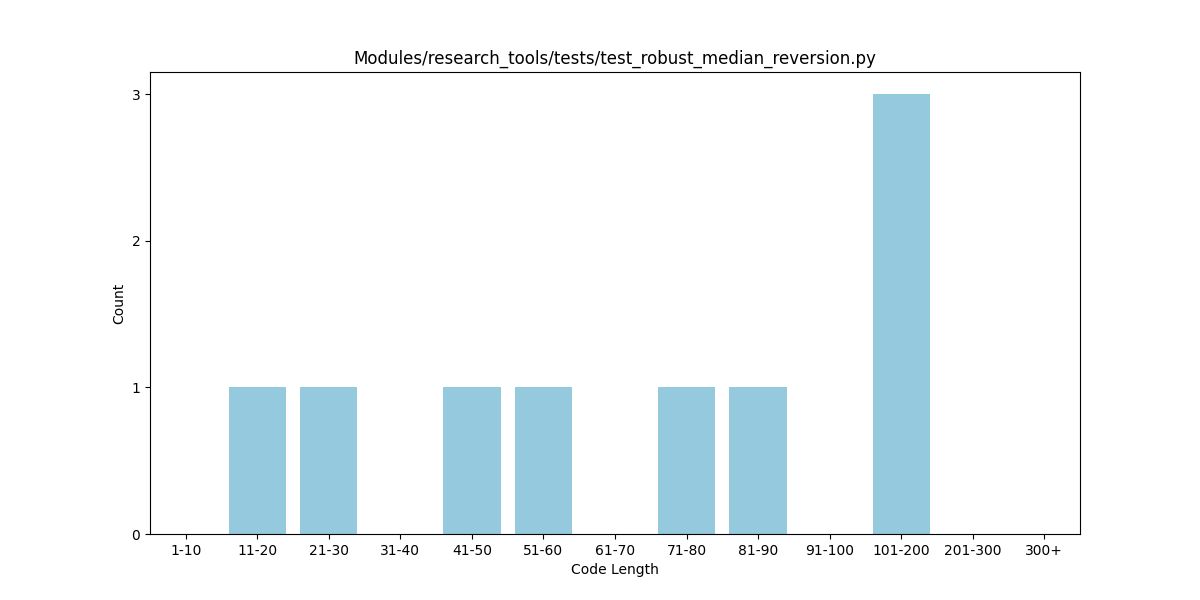 Modules/research_tools/tests/test_robust_median_reversion.py
3
2
1
0
Count
1-10 11-20 21-30 31-40 41-50 51-60 61-70 71-80 81-90 91-100 101-200 201-300 300+
Code Length